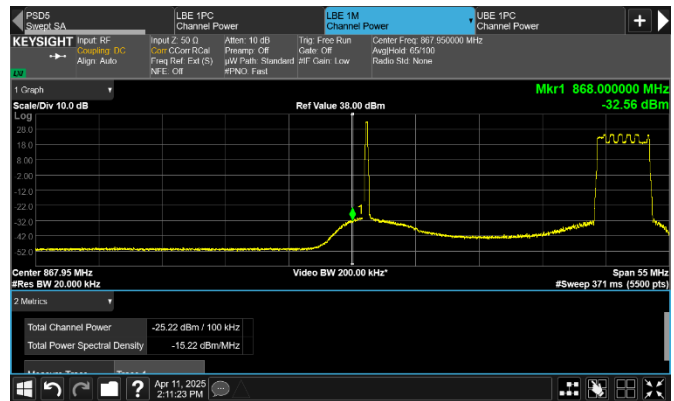 PSD5
Swept SA
LBE 1PC
Channel Power
LBE 1M
Channel Power
UBE 1PC
Channel Power
KEYSIGHT
Input: RF
Coupling: DC
Align: Auto
Input Z: 50 Ω
Corr CCorr RCal
Freq Ref: Ext (S)
NFE: Off
Atten: 10 dB
Preamp: Off
µW Path: Standard
#PNO: Fast
Trig: Free Run
Gate: Off
#IF Gain: Low
Center Freq: 867.950000 MHz
Avg|Hold: 65/100
Radio Std: None
LXI
1 Graph
Mkr1 868.000000 MHz
Scale/Div 10.0 dB
Ref Value 38.00 dBm
-32.56 dBm
Log
28.0
18.0
8.00
-2.00
-12.0
-22.0
-32.0
-42.0
-52.0
1
Center 867.95 MHz
Video BW 200.00 kHz*
Span 55 MHz
#Res BW 20.000 kHz
#Sweep 371 ms (5500 pts)
2 Metrics
Total Channel Power
-25.22 dBm / 100 kHz
Total Power Spectral Density
-15.22 dBm/MHz
Apr 11, 2025
2:11:23 PM